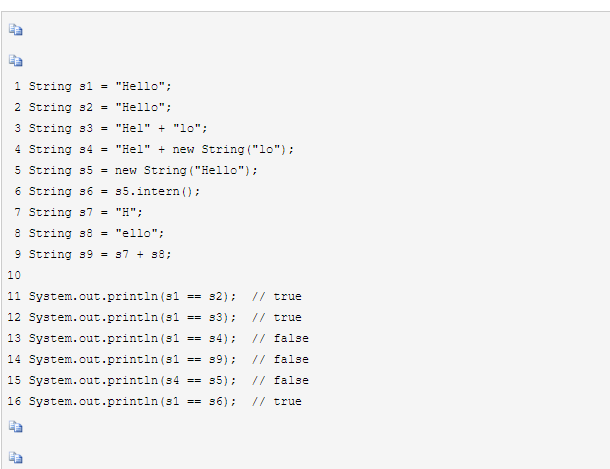 1 String s1 = "Hello";
2 String s2 = "Hello";
3 String s3 = "Hel" + "lo";
4 String s4 = "Hel" + new String("lo");
5 String s5 = new String("Hello");
6 String s6 = s5.intern();
7 String s7 = "H";
8 String s8 = "ello";
9 String s9 = s7 + s8;
10
11 System.out.println(s1 == s2);  // true
12 System.out.println(s1 == s3);  // true
13 System.out.println(s1 == s4);  // false
14 System.out.println(s1 == s9);  // false
15 System.out.println(s4 == s5);  // false
16 System.out.println(s1 == s6);  // true